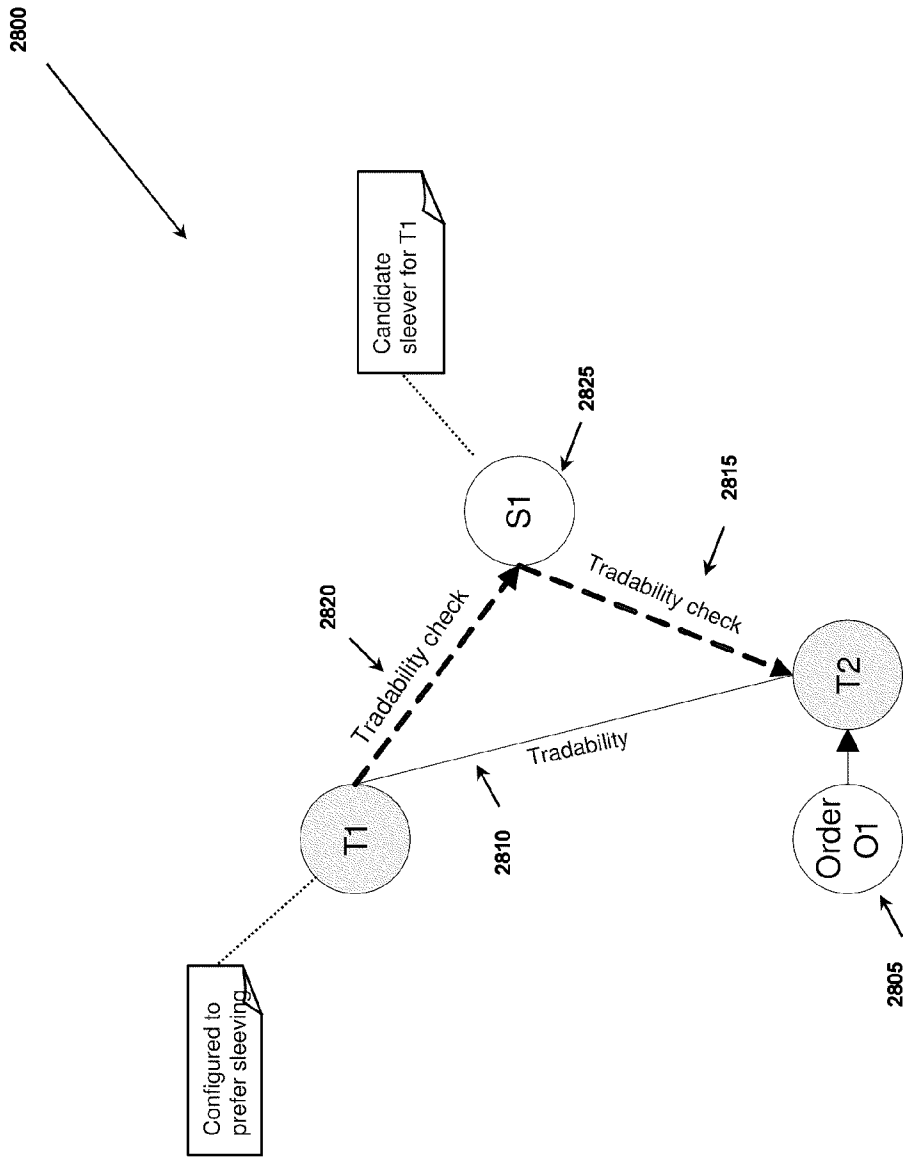 2800
Candidate
sleever for T1
2825
S1
2815
Tradability check
2820
Tradability check
T2
Tradability
2810
T1
Order
O1
2805
Configured to
prefer sleeving